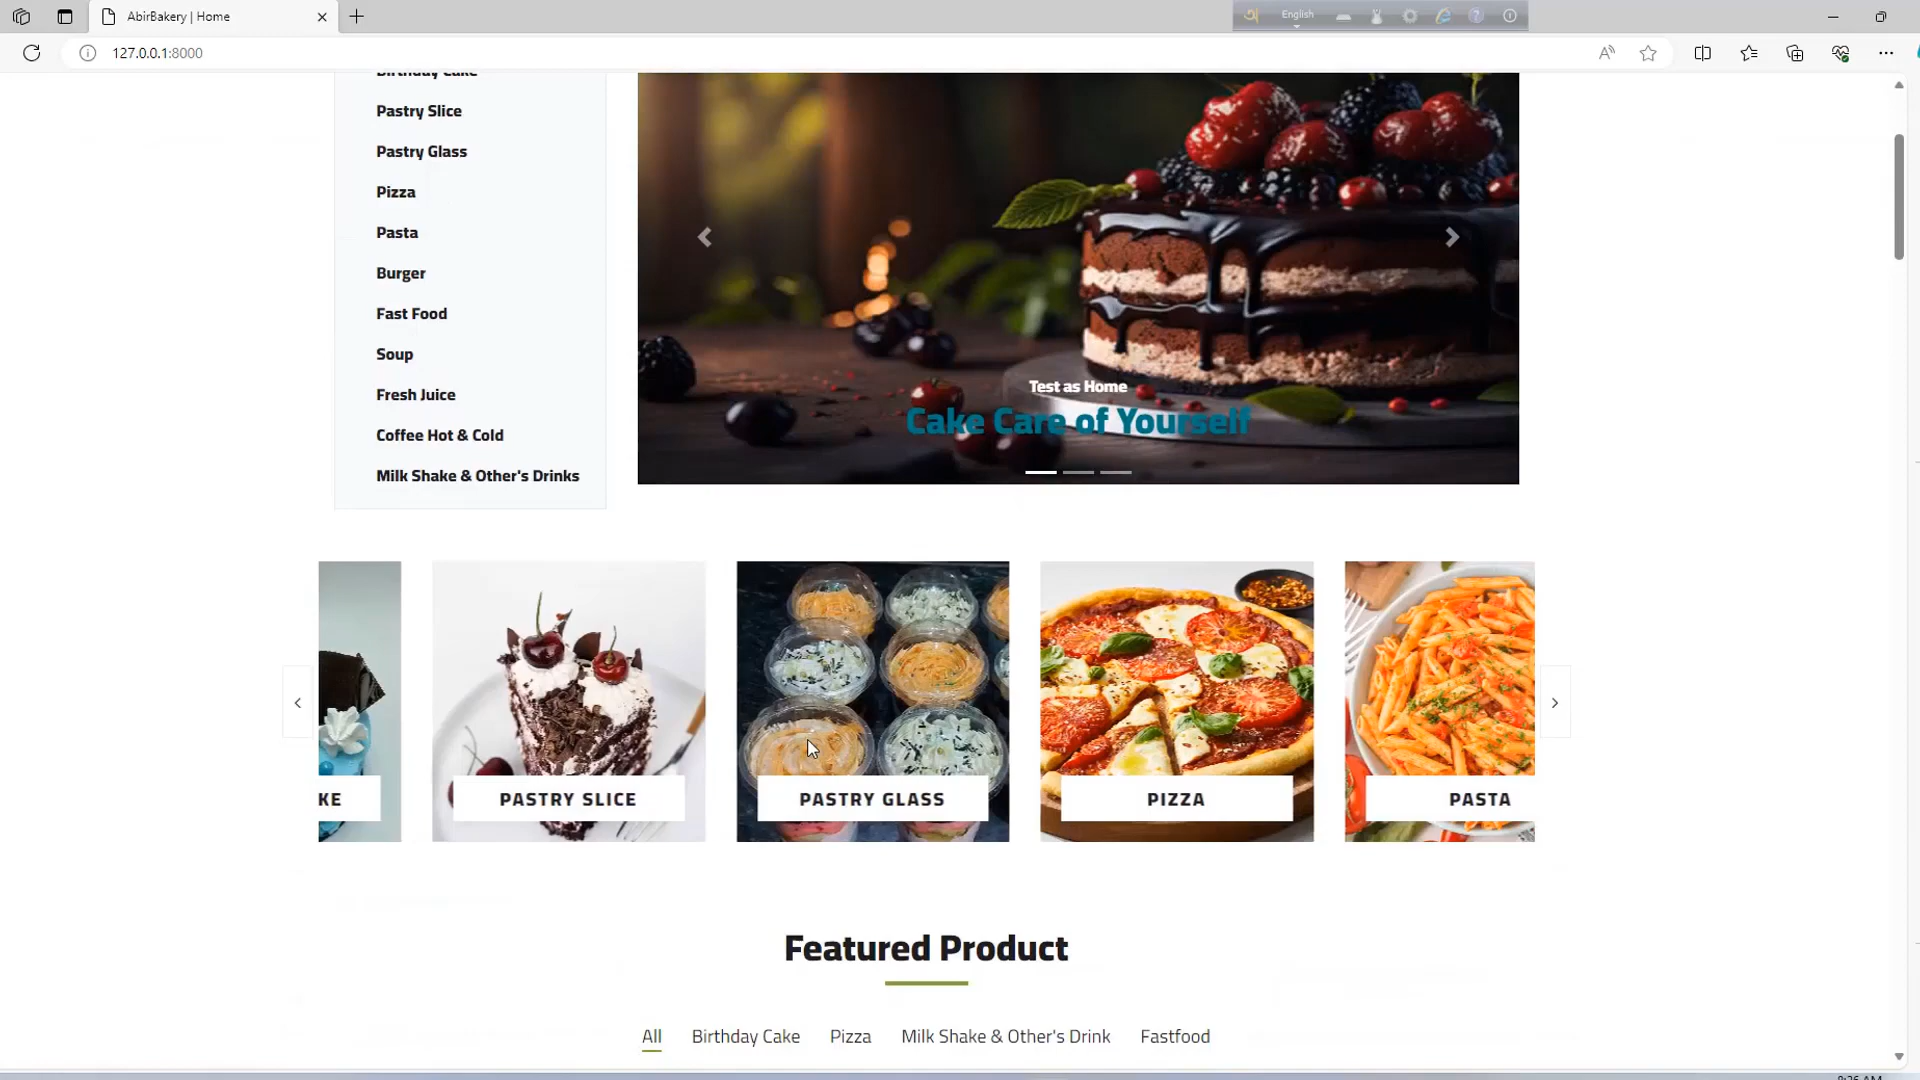 AbirBakery | Home
English
127.0.0.1:8000
Birthday Cake
Pastry Slice
Pastry Glass
Pizza
Pasta
Burger
Fast Food
Soup
Fresh Juice
Coffee Hot & Cold
Milk Shake & Other's Drinks
Test as Home
Cake Care of Yourself
KE
PASTRY SLICE
PASTRY GLASS
PIZZA
PASTA
Featured Product
All Birthday Cake Pizza Milk Shake & Other's Drink Fastfood